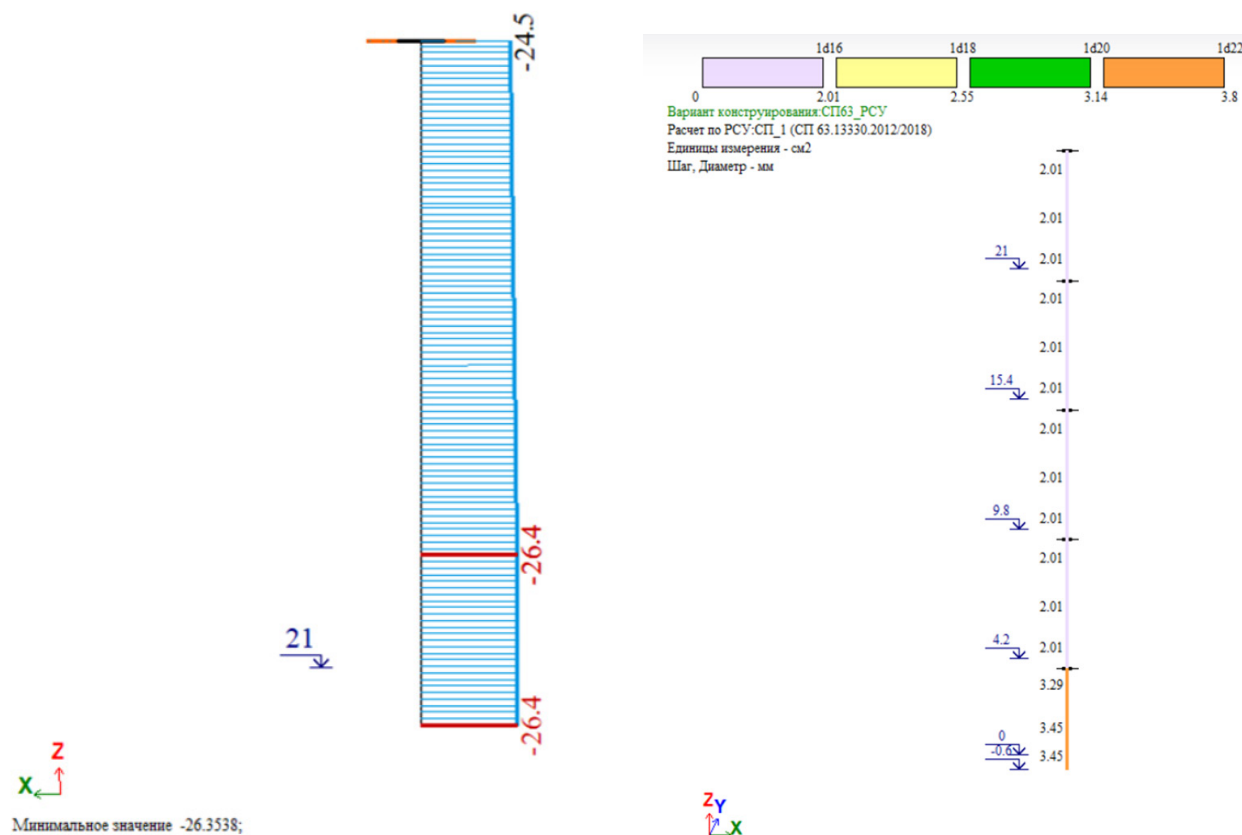 -24.5
-26.4
21
-26.4
Z
X
Минимальное значение -26.3538;
1d16 1d18 1d20 1d22
0 2.01 2.55 3.14 3.8
Вариант конструирования:СП63_РСУ
Расчет по РСУ:СП_1 (СП 63.13330.2012/2018)
Единицы измерения - см2
Шаг, Диаметр - мм
2.01
2.01
21
2.01
2.01
2.01
15.4
2.01
2.01
2.01
9.8
2.01
2.01
2.01
4.2
2.01
3.29
3.45
0
-0.6
3.45
Z
Y
X